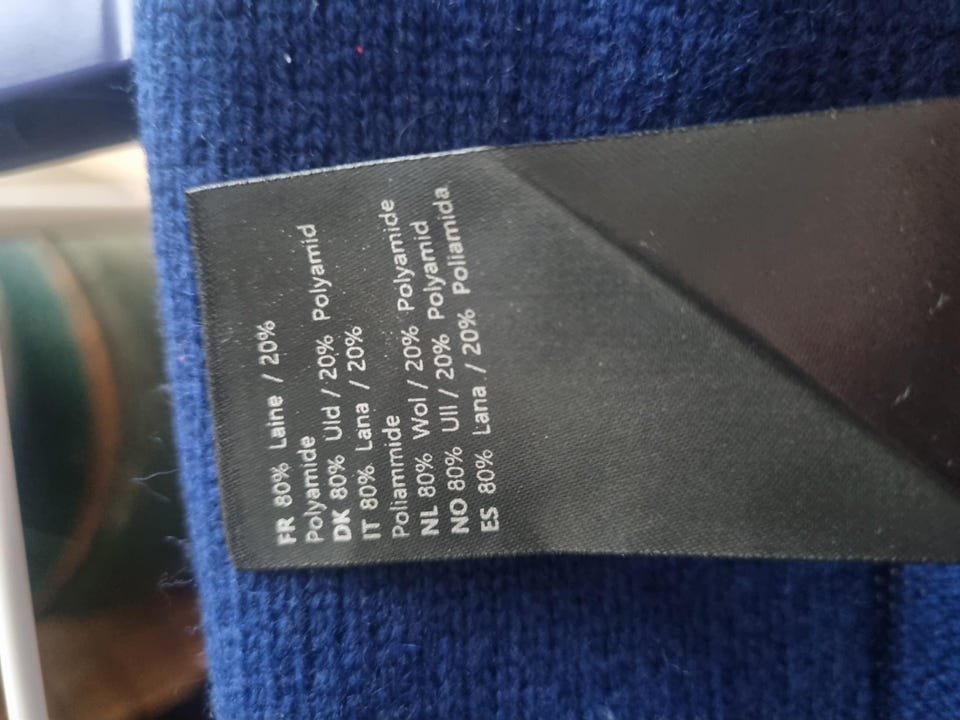 FR 80% Laine / 20%
Polyamide
DK 80% Uld / 20% Polyamid
IT 80% Lana / 20%
Poliammide
NL 80% Wol / 20% Polyamide
NO 80% Ull / 20% Polyamid
ES 80% Lana / 20% Poliamida